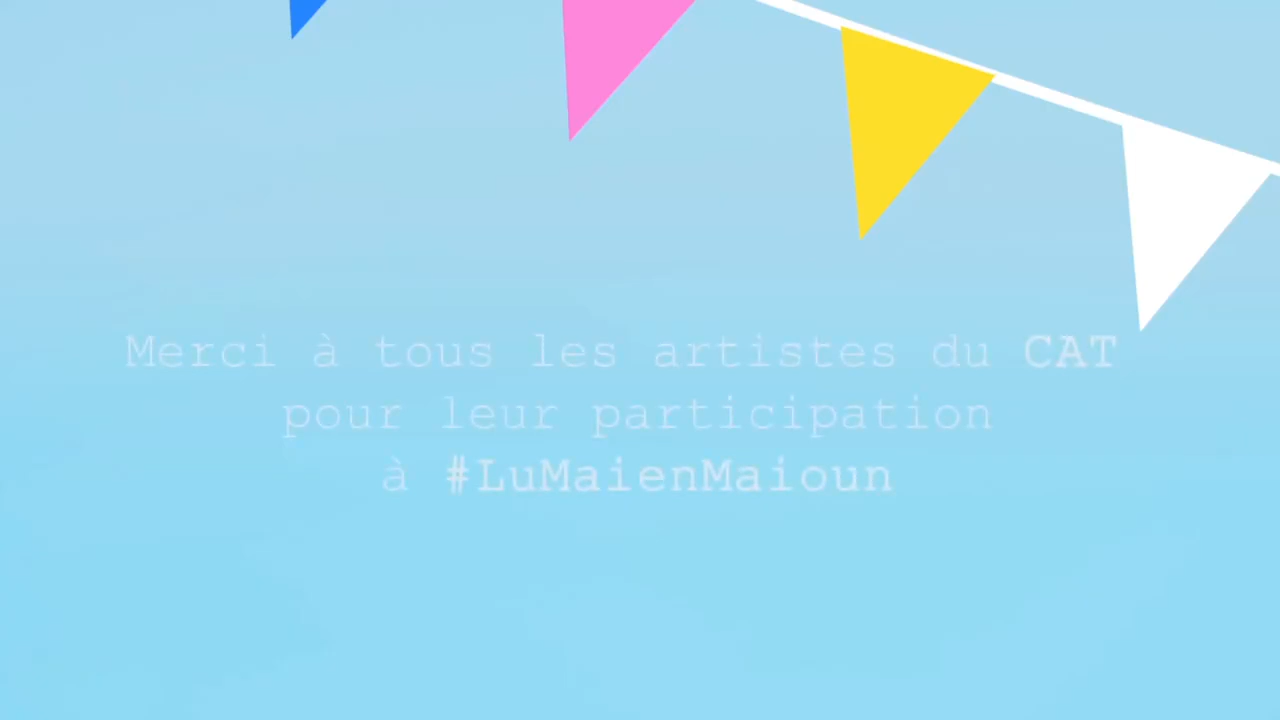 Merci à tous les artistes du CAT
pour leur participation
à #LuMaienMaioun